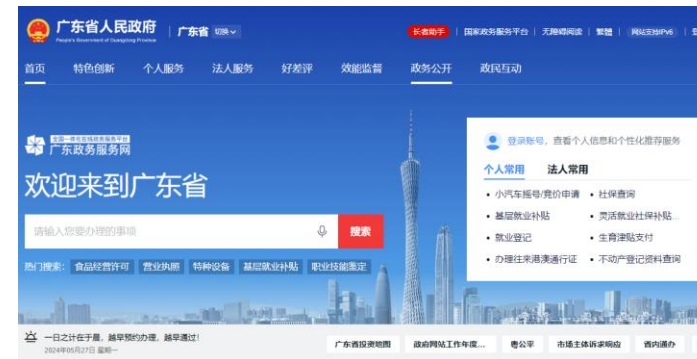 广东省人民政府 广东省 切换
People's Government of Guangdong Province
长者助手 国家政务服务平台 无障碍阅读 繁體 网站支持IPv6
首页 特色创新 个人服务 法人服务 好差评 效能监督 政务公开 政民互动
全国一体化在线政务服务平台
广东政务服务网
欢迎来到广东省
请输入您要办理的事项 搜索
热门搜索: 食品经营许可 营业执照 特种设备 基层就业补贴 职业技能鉴定
登录账号，查看个人信息和个性化推荐服务
个人常用 法人常用
• 小汽车摇号/竞价申请 • 社保查询
• 基层就业补贴 • 灵活就业社保补贴...
• 就业登记 • 生育津贴支付
• 办理往来港澳通行证 • 不动产登记资料查询
一日之计在于晨，越早预约办理，越早通过!
2024年05月27日 星期一
广东省投资地图 政府网站工作年度... 粤公平 市场主体诉求响应 省内通办